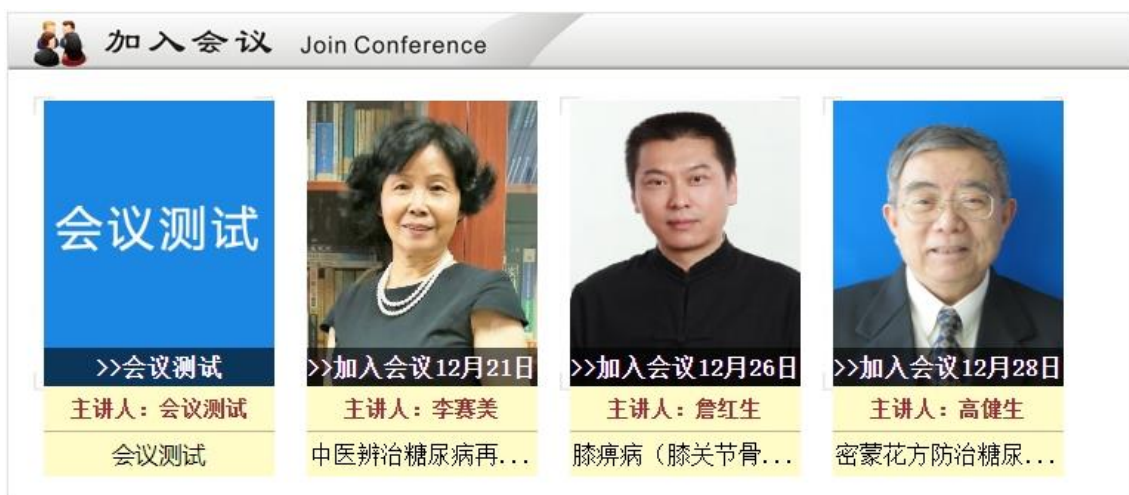 加入会议 Join Conference
会议测试
>>会议测试
主讲人：会议测试
会议测试
>>加入会议12月21日
主讲人：李赛美
中医辨治糖尿病再...
>>加入会议12月26日
主讲人：詹红生
膝痹病（膝关节骨...
>>加入会议12月28日
主讲人：高健生
密蒙花方防治糖尿...